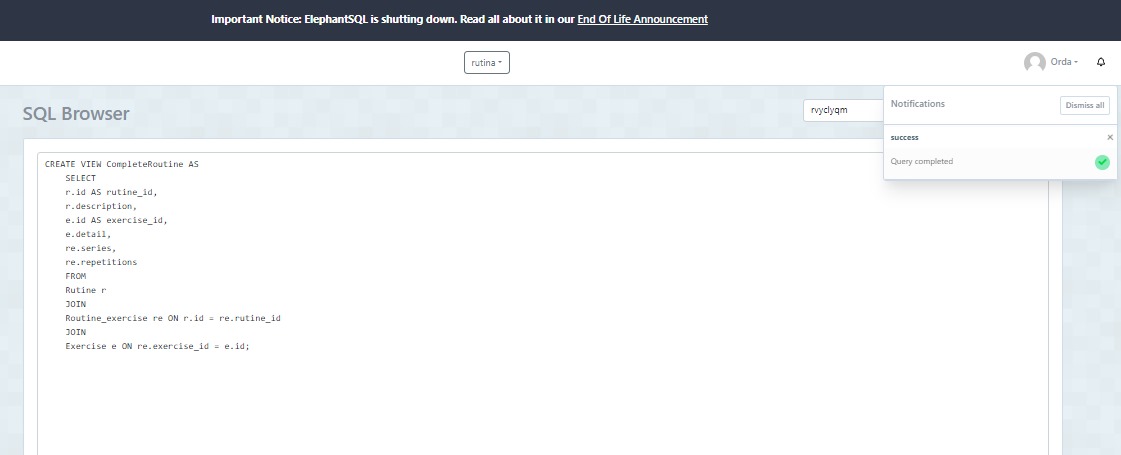 Important Notice: ElephantSQL is shutting down. Read all about it in our End Of Life Announcement
rutina
Orda
SQL Browser
rvyclyqm
Notifications
Dismiss all
success
×
Query completed
CREATE VIEW CompleteRoutine AS
SELECT
r.id AS rutine_id,
r.description,
e.id AS exercise_id,
e.detail,
re.series,
re.repetitions
FROM
Rutine r
JOIN
Routine_exercise re ON r.id = re.rutine_id
JOIN
Exercise e ON re.exercise_id = e.id;